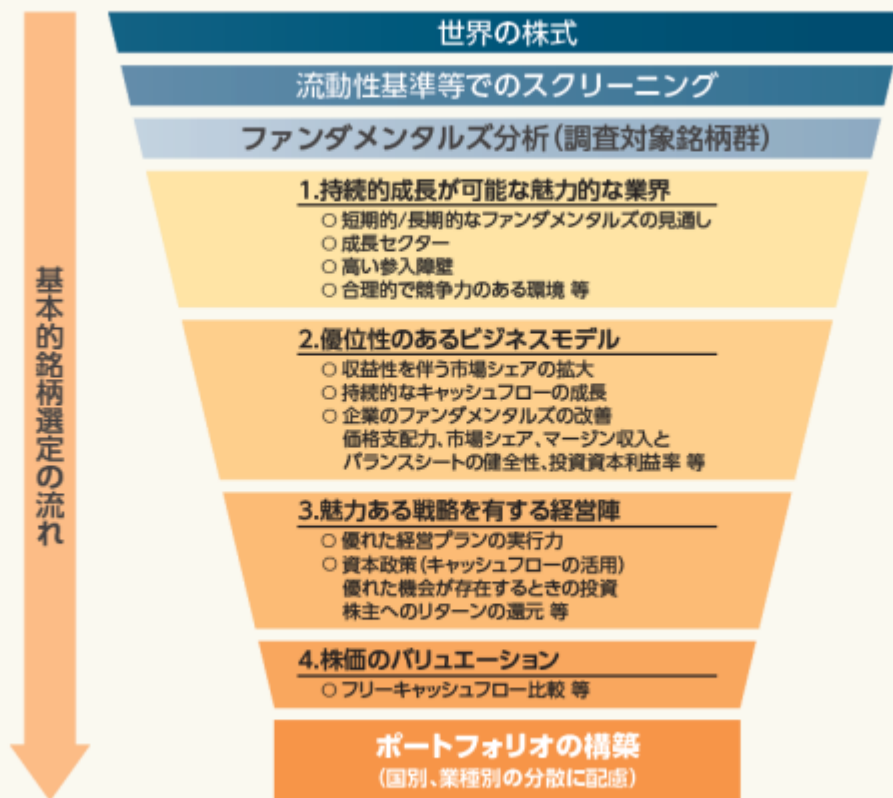 世界の株式
流動性基準等でのスクリーニング
ファンダメンタルズ分析(調査対象銘柄群)
基本的銘柄選定の流れ
1.持続的成長が可能な魅力的な業界
○ 短期的/長期的なファンダメンタルズの見通し
○ 成長セクター
○ 高い参入障壁
○ 合理的で競争力のある環境 等
2.優位性のあるビジネスモデル
○ 収益性を伴う市場シェアの拡大
○ 持続的なキャッシュフローの成長
○ 企業のファンダメンタルズの改善
価格支配力、市場シェア、マージン収入と
バランスシートの健全性、投資資本利益率 等
3.魅力ある戦略を有する経営陣
○ 優れた経営プランの実行力
○ 資本政策(キャッシュフローの活用)
優れた機会が存在するときの投資
株主へのリターンの還元 等
4.株価のバリュエーション
○ フリーキャッシュフロー比較 等
ポートフォリオの構築
(国別、業種別の分散に配慮)